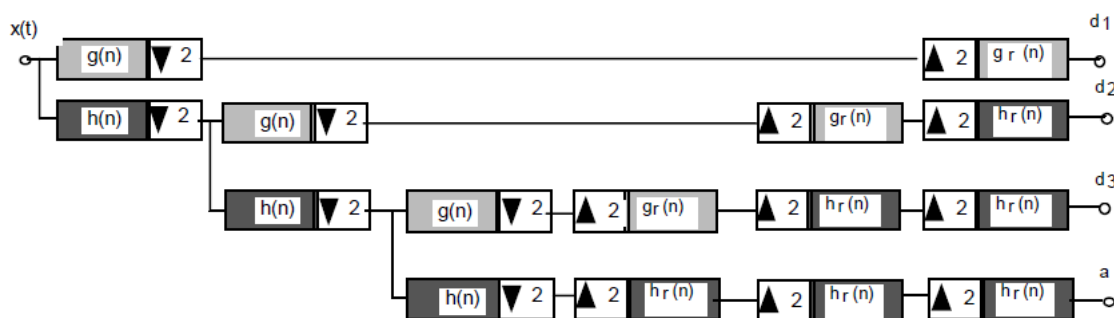 x(t)
d1
g(n) 2 2 gr(n)
d2
h(n) 2 g(n) 2 2 gr(n) 2 hr(n)
d3
h(n) 2 g(n) 2 2 gr(n) 2 hr(n) 2 hr(n)
a
h(n) 2 2 hr(n) 2 hr(n) 2 hr(n)